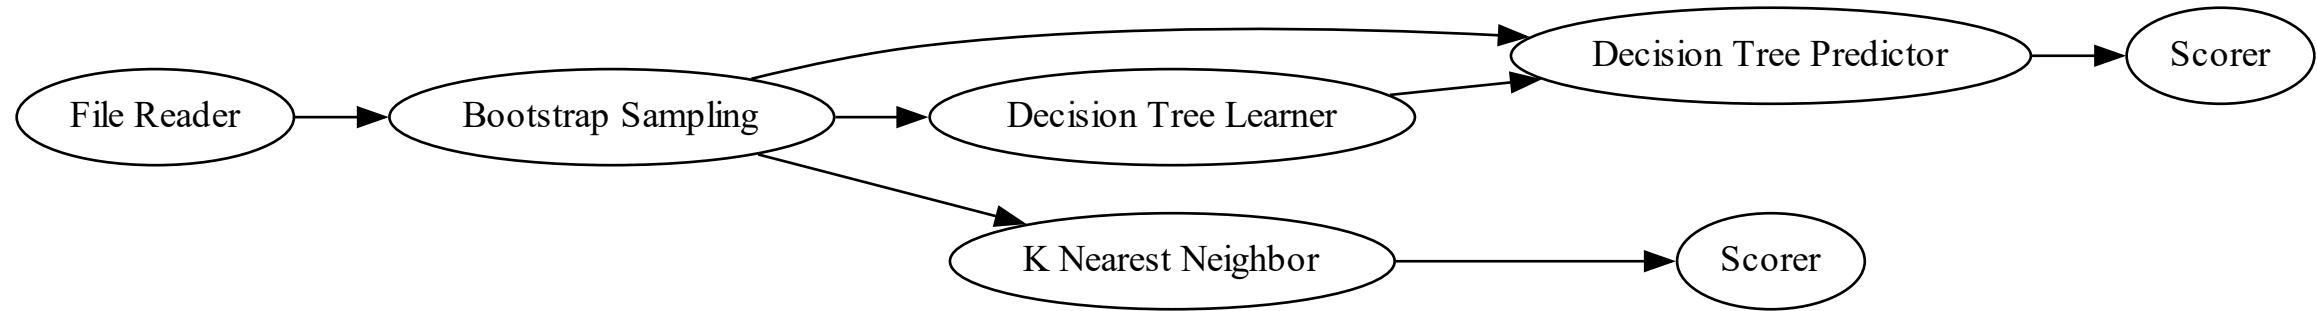 File Reader
Bootstrap Sampling
Decision Tree Learner
Decision Tree Predictor
Scorer
K Nearest Neighbor
Scorer